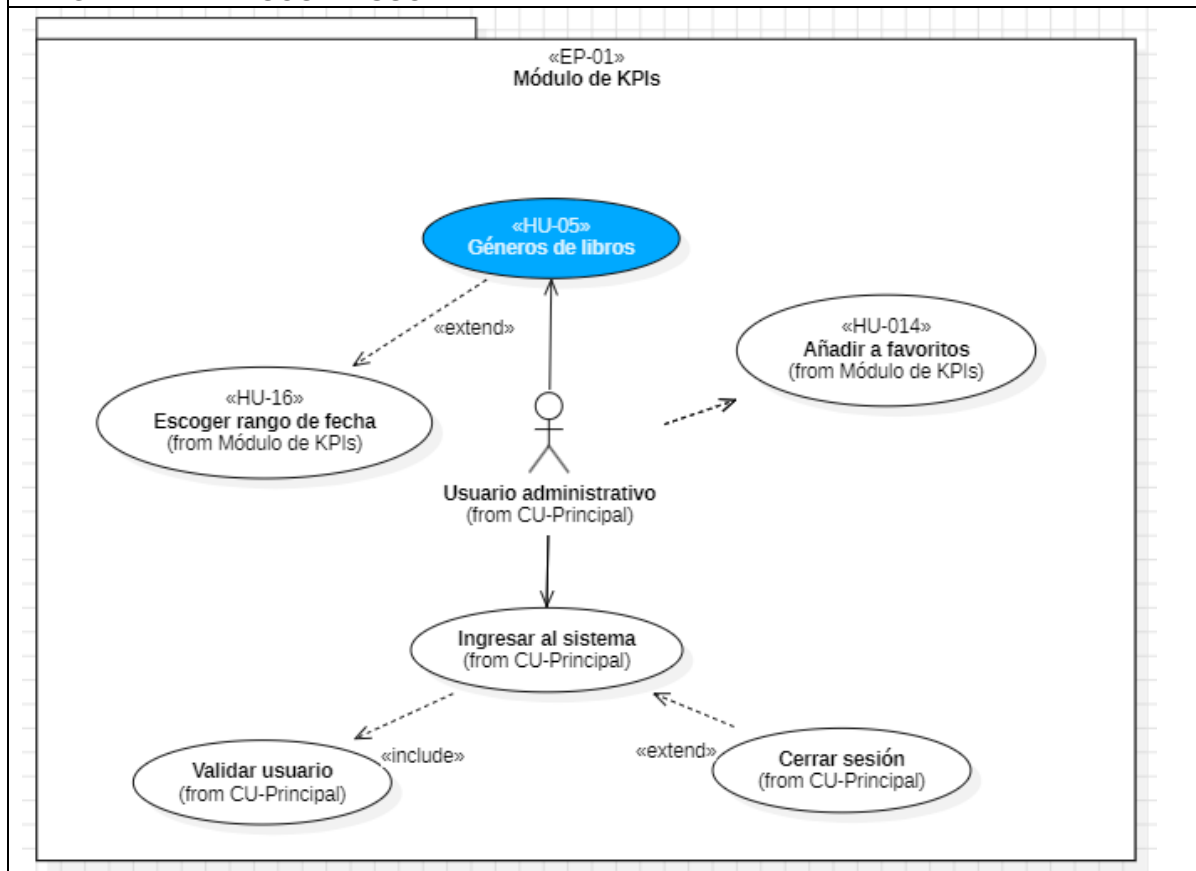 «EP-01»
Módulo de KPIs
«HU-05»
Géneros de libros
«extend»
«HU-014»
Añadir a favoritos
(from Módulo de KPIs)
«HU-16»
Escoger rango de fecha
(from Módulo de KPIs)
Usuario administrativo
(from CU-Principal)
Ingresar al sistema
(from CU-Principal)
«include»
«extend»
Validar usuario
(from CU-Principal)
Cerrar sesión
(from CU-Principal)